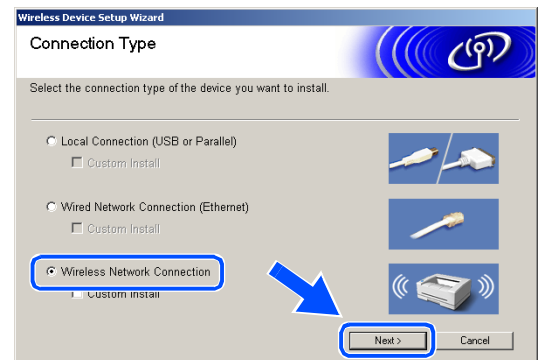 Wireless Device Setup Wizard
Connection Type
Select the connection type of the device you want to install.
Local Connection (USB or Parallel)
Custom Install
Wired Network Connection (Ethernet)
Custom Install
Wireless Network Connection
Custom Install
Next >
Cancel